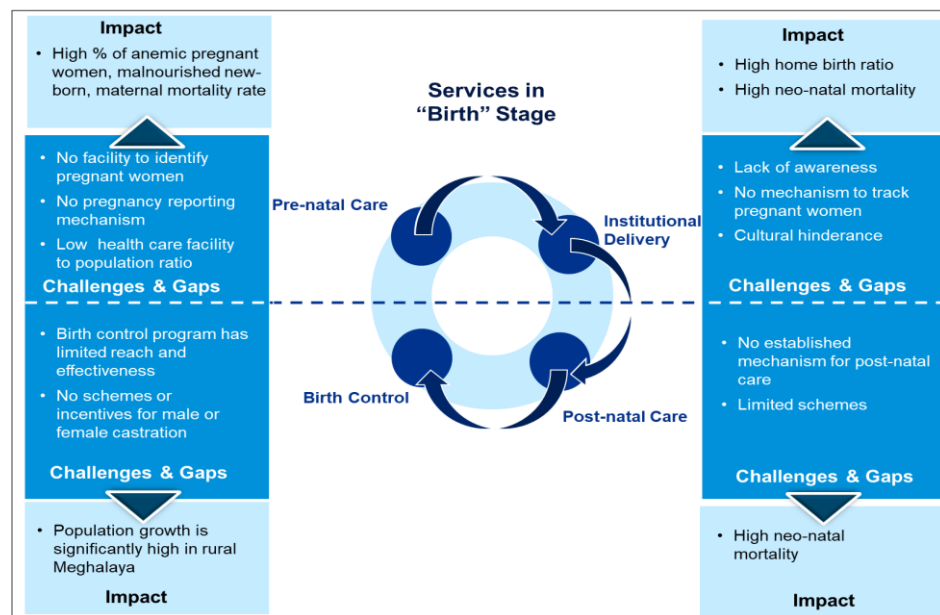 Impact
• High % of anemic pregnant
women, malnourished new-
born, maternal mortality rate
• No facility to identify
pregnant women
• No pregnancy reporting
mechanism
• Low health care facility
to population ratio
Challenges & Gaps
• Birth control program has
limited reach and
effectiveness
• No schemes or
incentives for male or
female castration
Challenges & Gaps
• Population growth is
significantly high in rural
Meghalaya
Impact
Services in
“Birth” Stage
Pre-natal Care
Institutional
Delivery
Birth Control
Post-natal Care
Impact
• High home birth ratio
• High neo-natal mortality
• Lack of awareness
• No mechanism to track
pregnant women
• Cultural hinderance
Challenges & Gaps
• No established
mechanism for post-natal
care
• Limited schemes
Challenges & Gaps
• High neo-natal
mortality
Impact